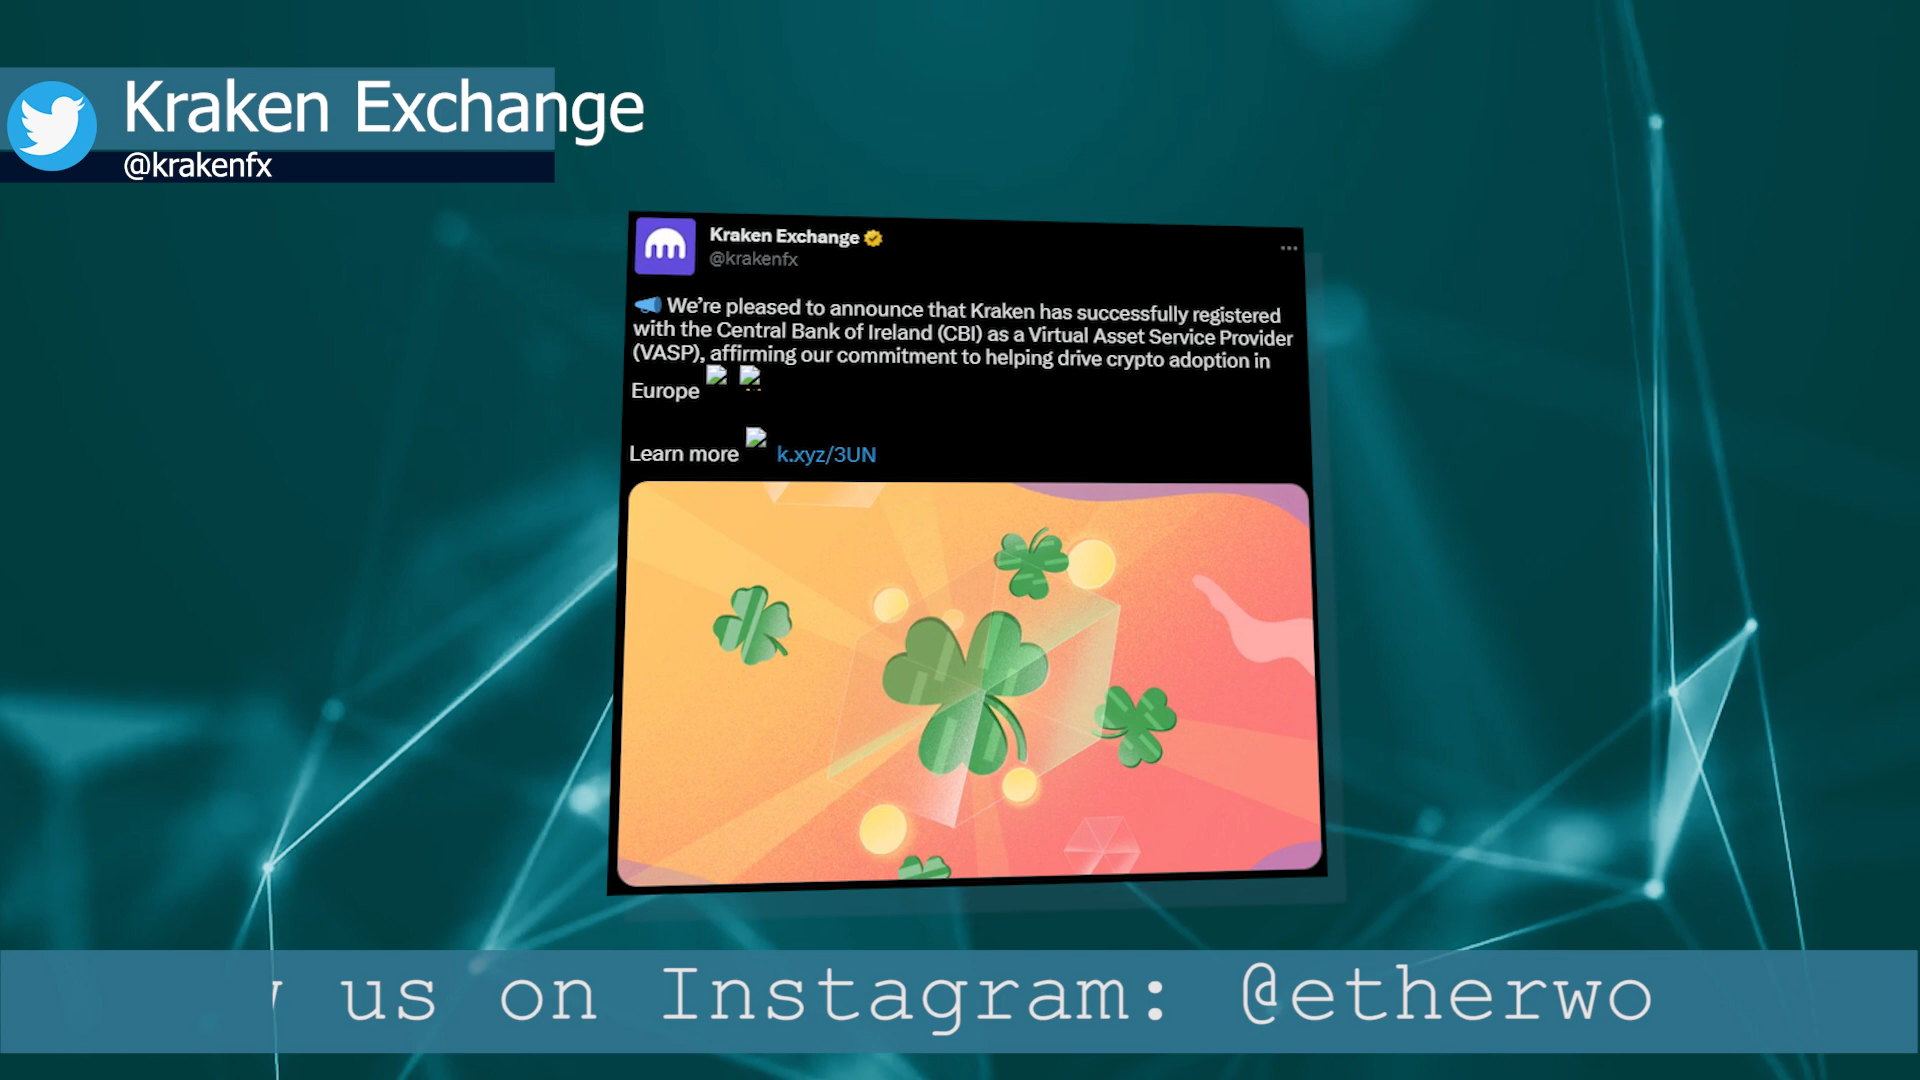 Kraken Exchange
@krakenfx
Kraken Exchange
@krakenfx
We're pleased to announce that Kraken has successfully registered
with the Central Bank of Ireland (CBI) as a Virtual Asset Service Provider
(VASP), affirming our commitment to helping drive crypto adoption in
Europe
Learn more k.xyz/3UN
us on Instagram: @etherwo